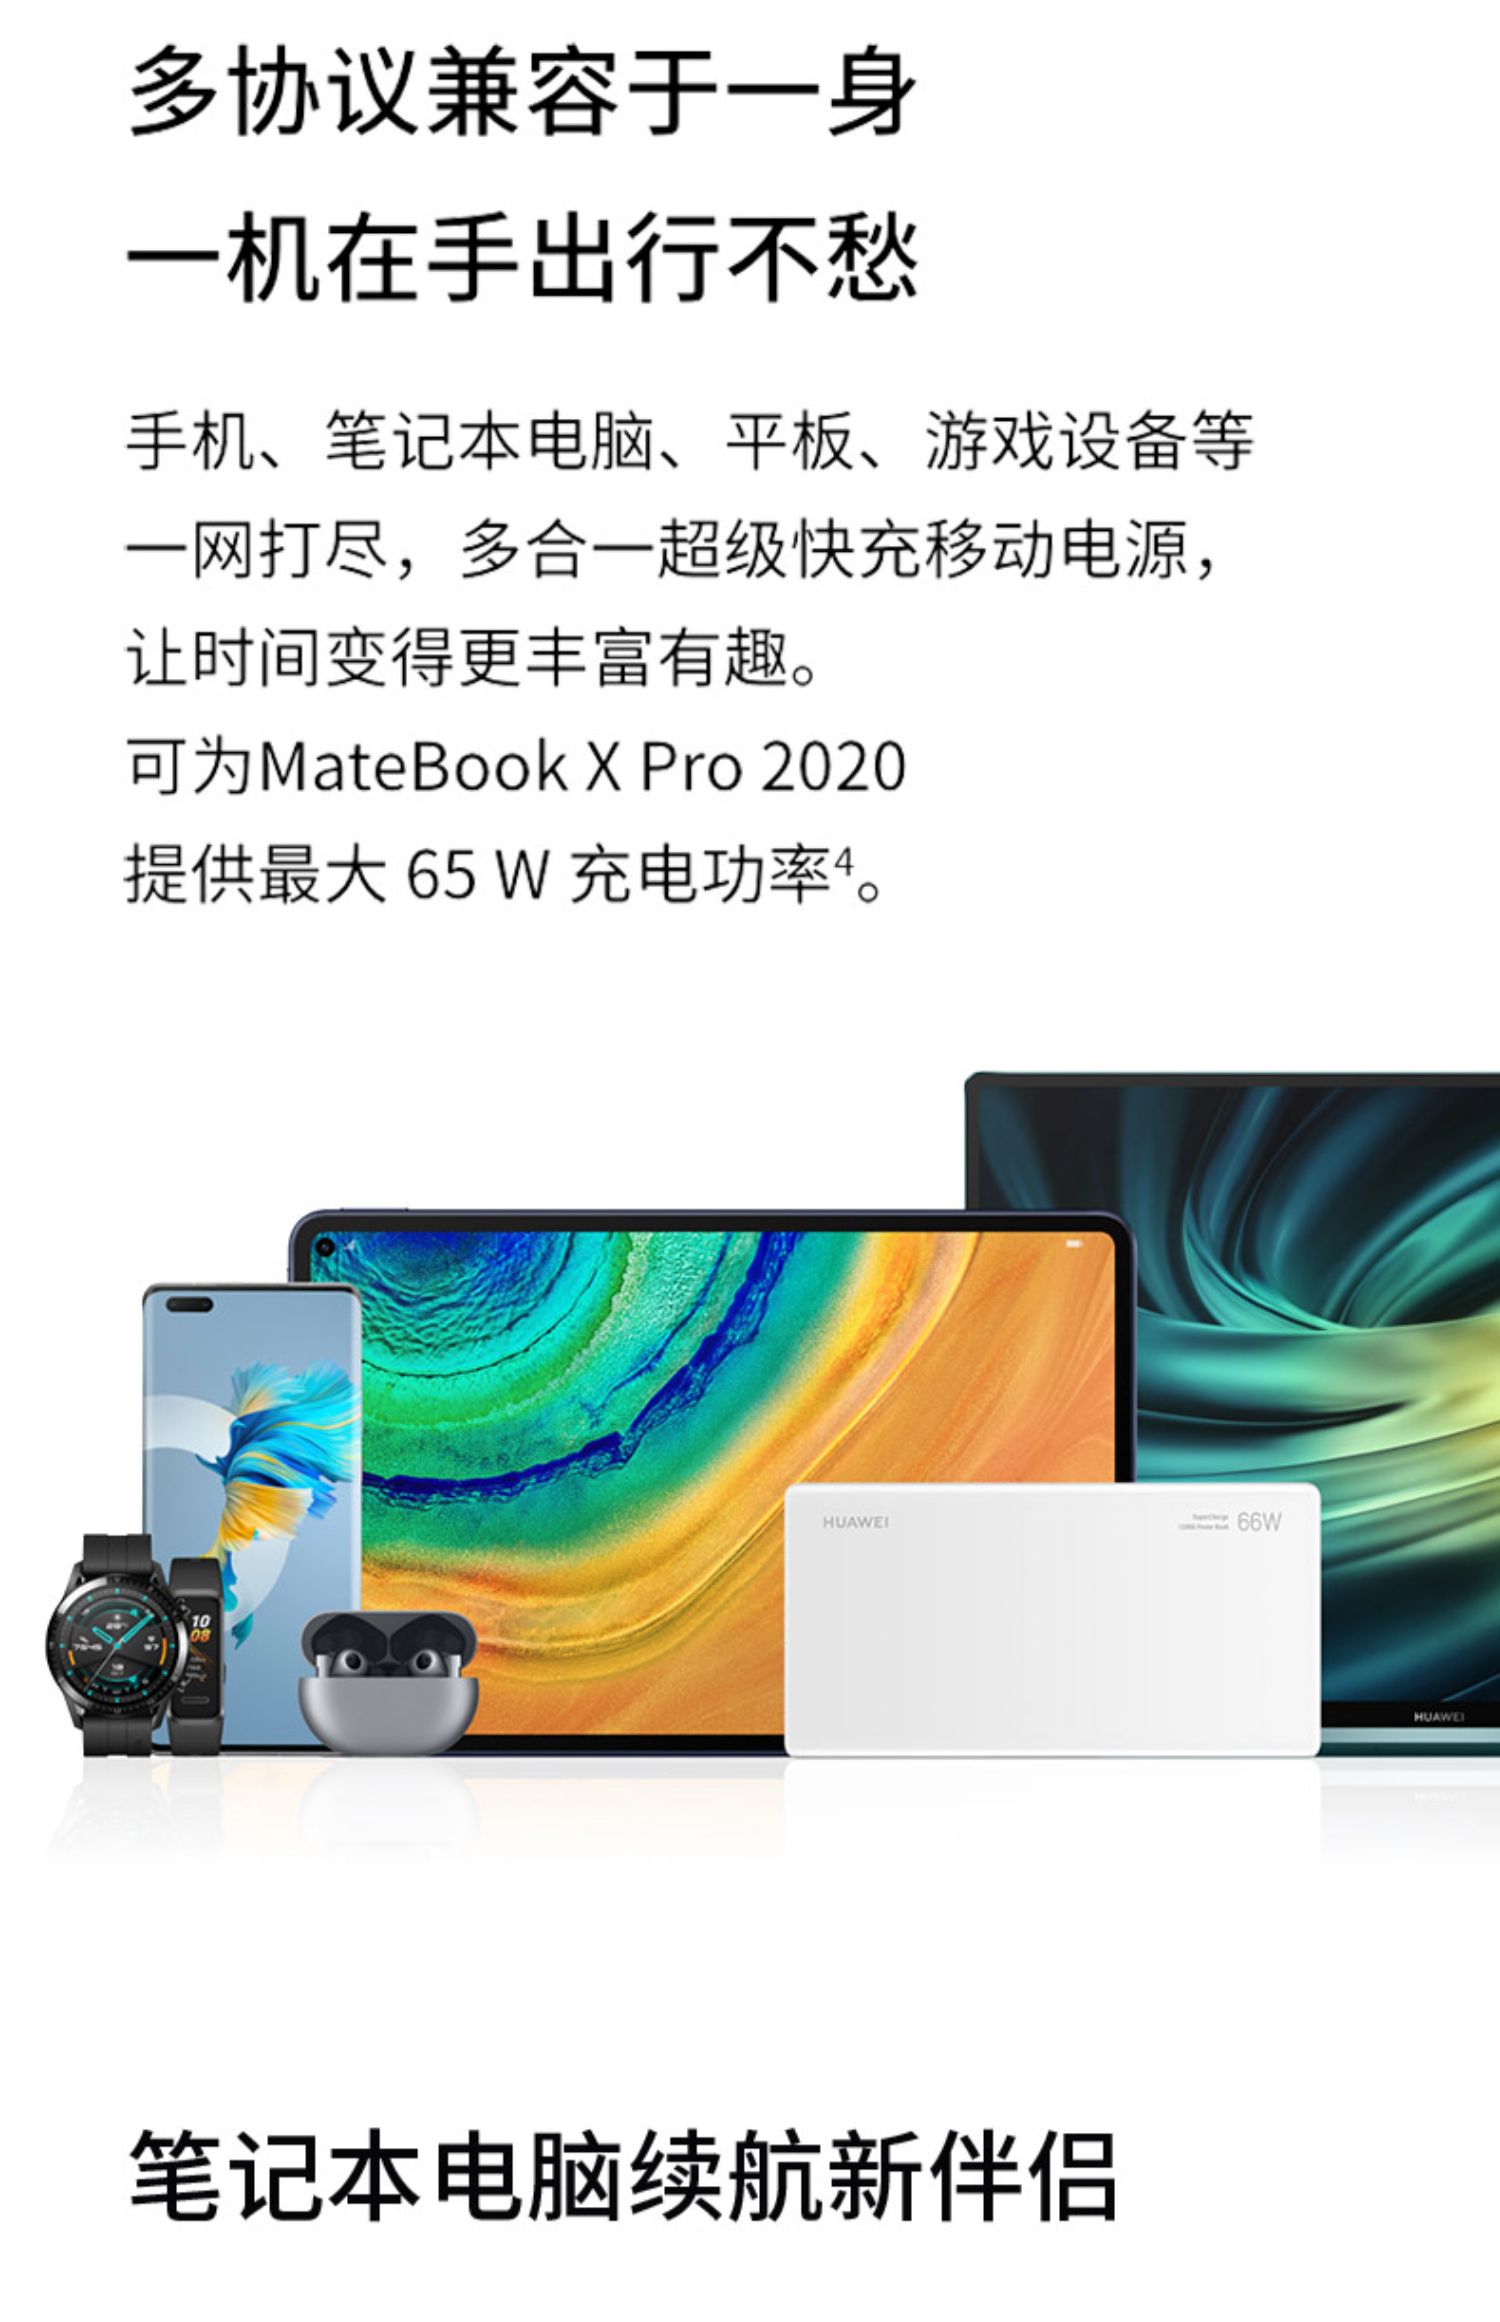 多协议兼容于一身
一机在手出行不愁
手机、笔记本电脑、平板、游戏设备等
一网打尽，多合一超级快充移动电源，
让时间变得更丰富有趣。
可为MateBook X Pro 2020
提供最大 65 W 充电功率⁴。
HUAWEI
SuperCharge
66W
10
08
HUAWEI
笔记本电脑续航新伴侣